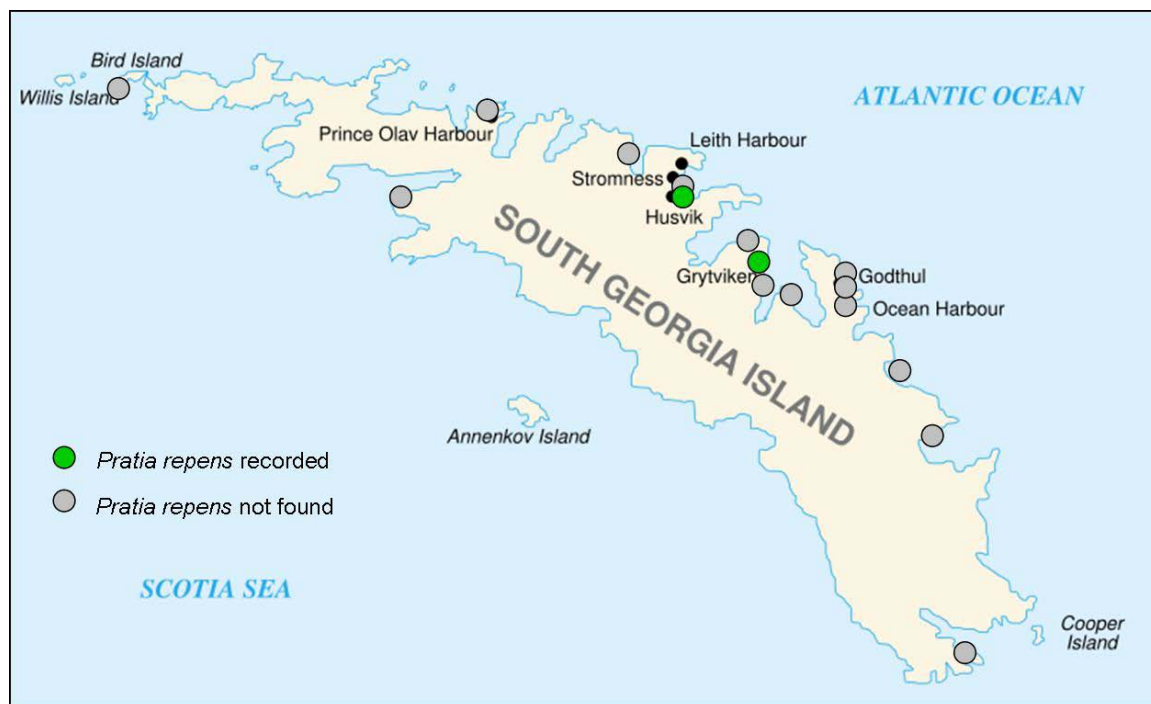 Bird Island
Willis Island
ATLANTIC OCEAN
Prince Olav Harbour
Leith Harbour
Stromness
Husvik
SOUTH GEORGIA ISLAND
Grytviken
Godthul
Ocean Harbour
Annenkov Island
Pratia repens recorded
Pratia repens not found
SCOTIA SEA
Cooper
Island